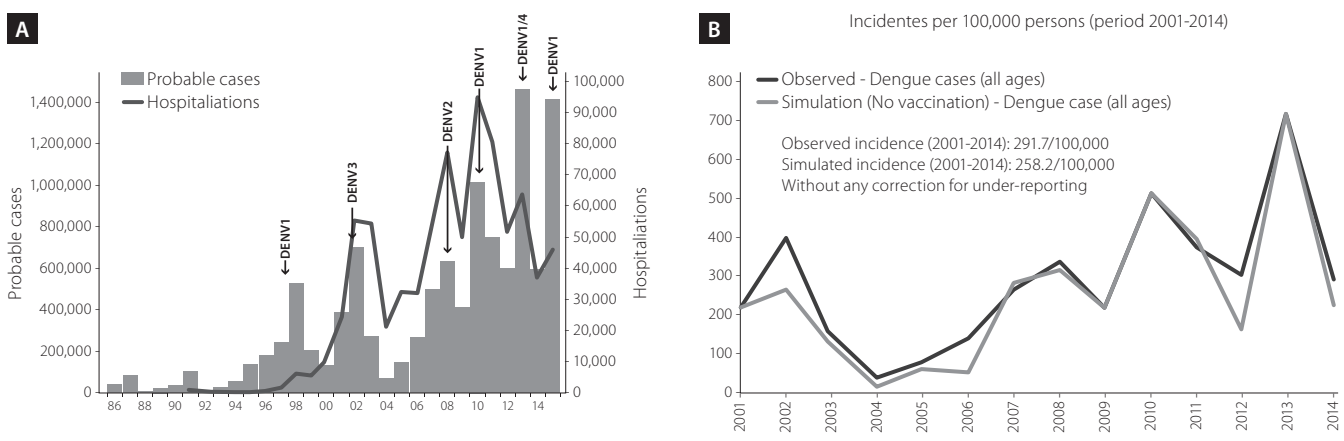 A
Probable cases
Hospitaliations
Probable cases
1,400,000
1,200,000
1,000,000
800,000
600,000
400,000
200,000
0
86 88 90 92 94 96 98 00 02 04 06 08 10 12 14
←DENV1
←DENV3
←DENV2
←DENV1
←DENV1/4
←DENV1
100,000
90,000
80,000
70,000
60,000
50,000
40,000
30,000
20,000
10,000
0
Hospitaliations
B
Incidentes per 100,000 persons (period 2001-2014)
Observed - Dengue cases (all ages)
Simulation (No vaccination) - Dengue case (all ages)
Observed incidence (2001-2014): 291.7/100,000
Simulated incidence (2001-2014): 258.2/100,000
Without any correction for under-reporting
800
700
600
500
400
300
200
100
0
2001 2002 2003 2004 2005 2006 2007 2008 2009 2010 2011 2012 2013 2014